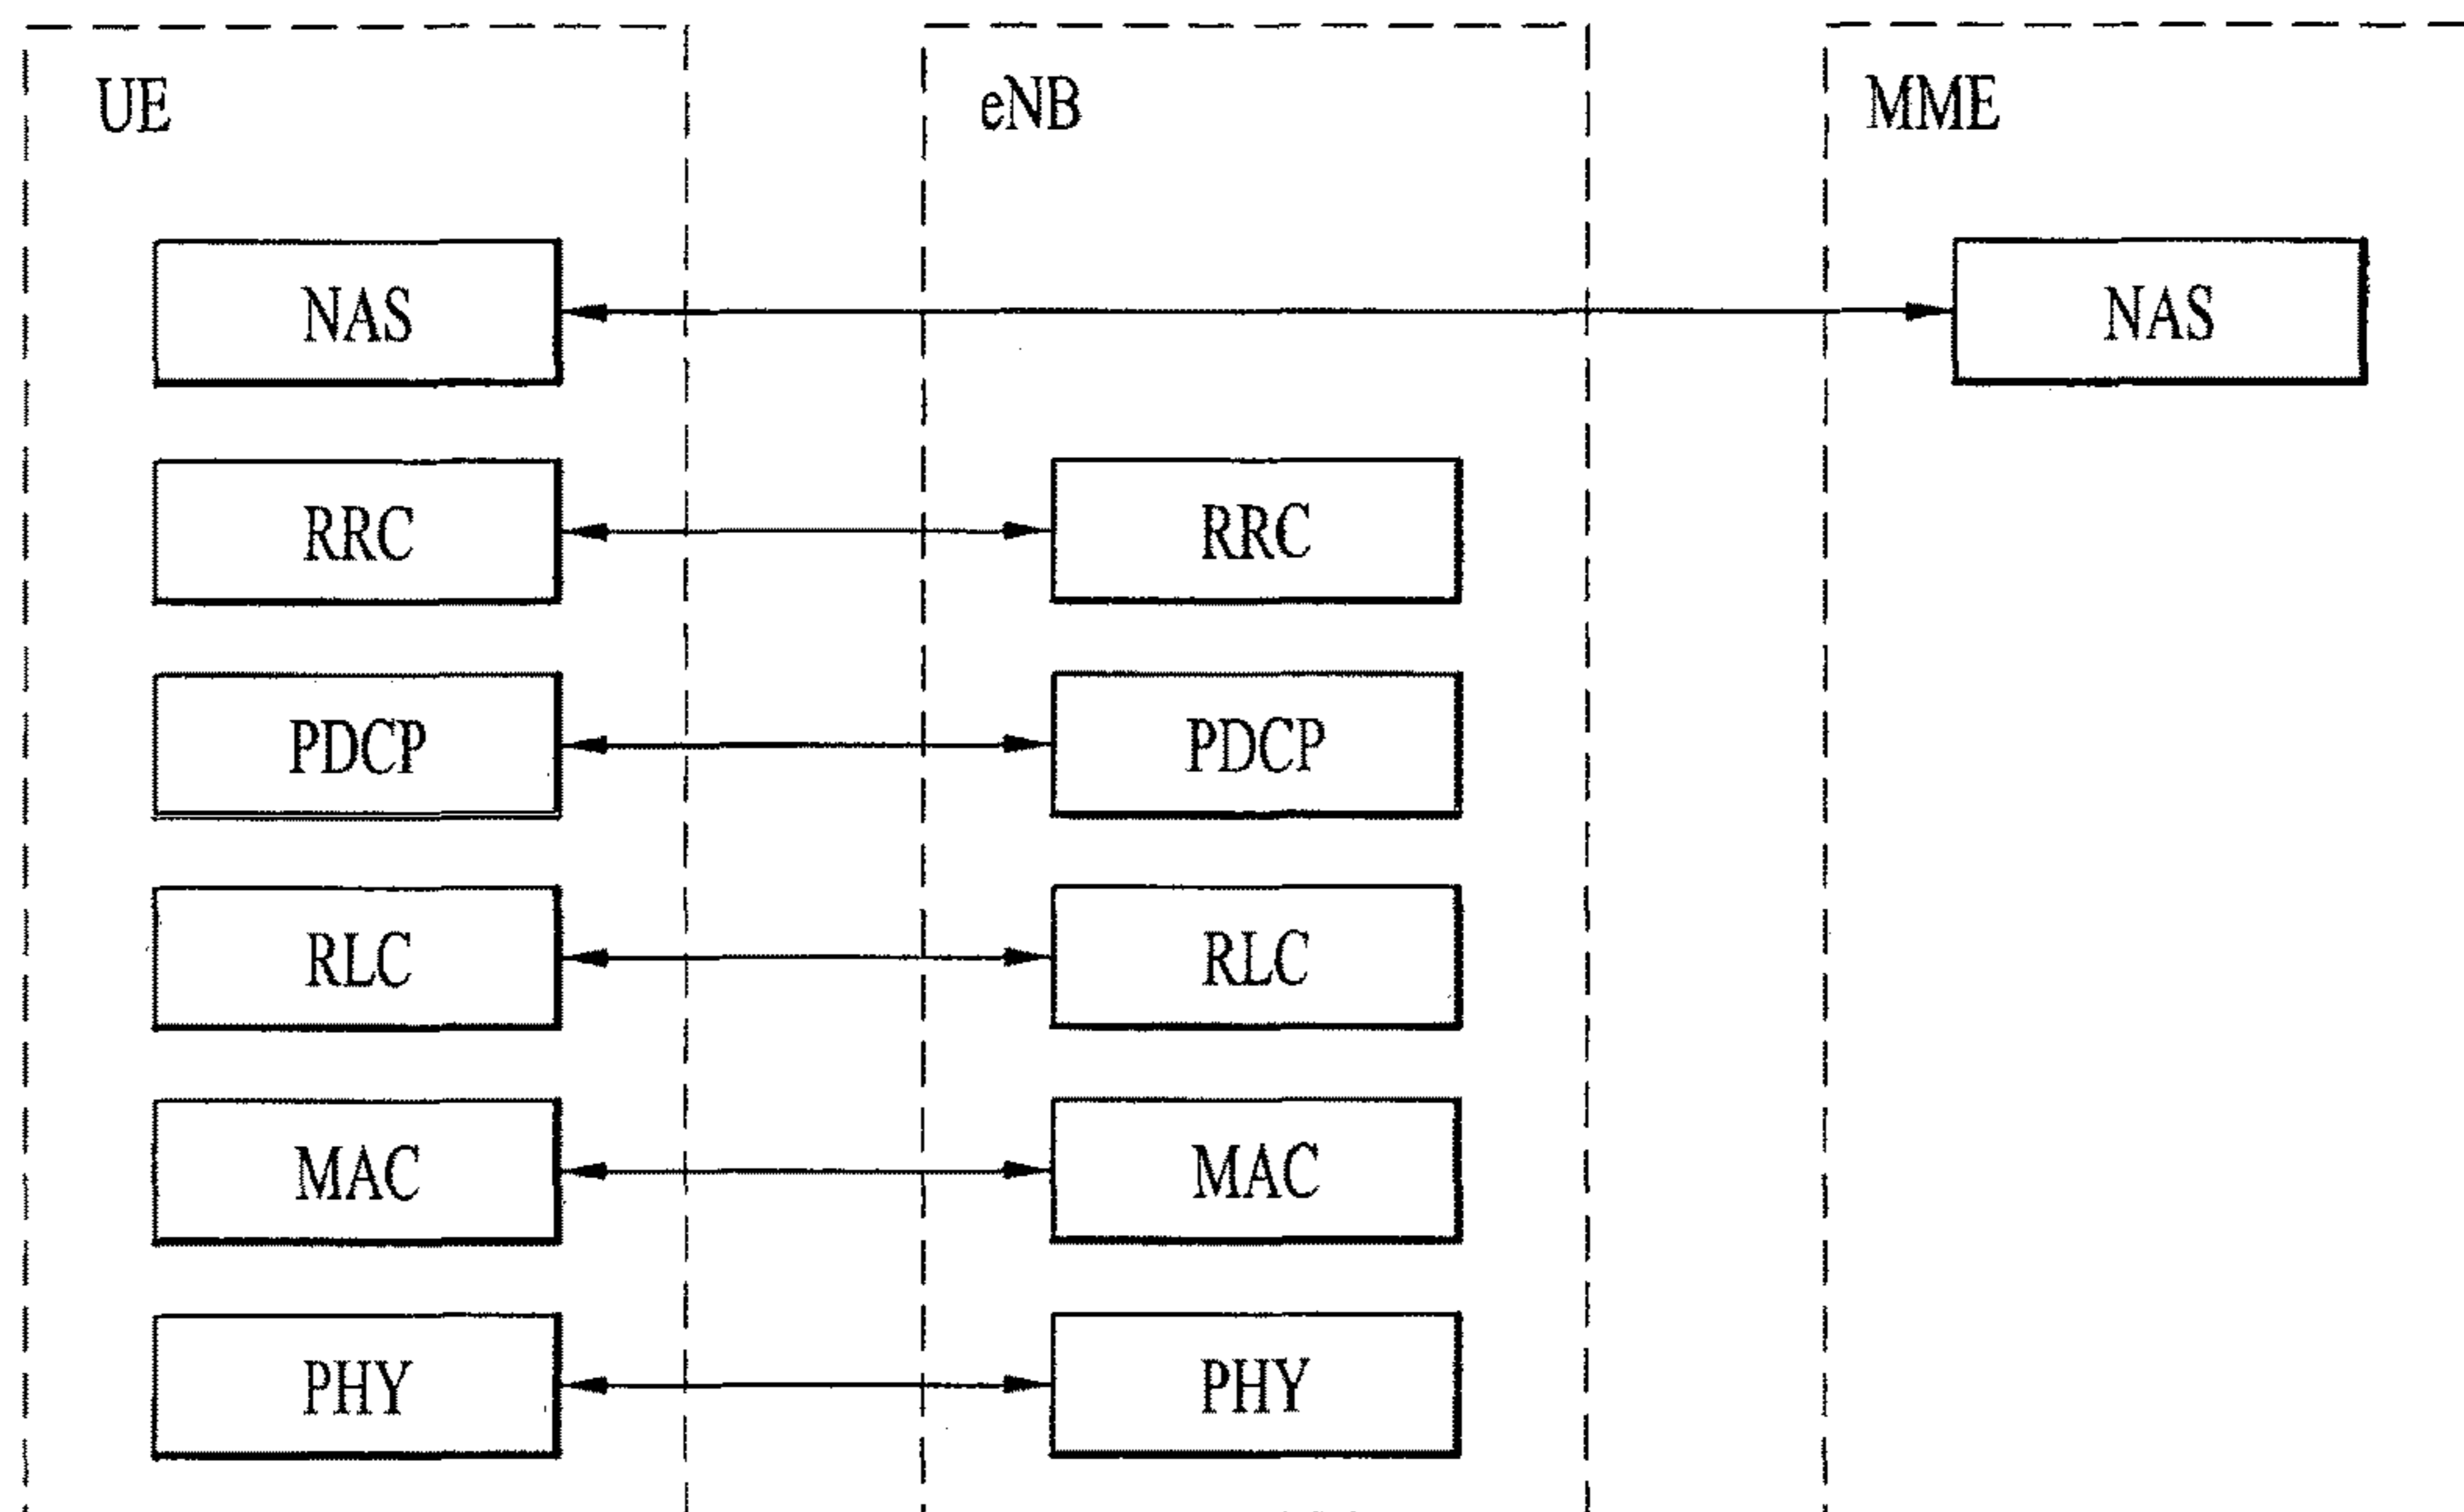 UE eNB MME
NAS NAS
RRC RRC
PDCP PDCP
RLC RLC
MAC MAC
PHY PHY